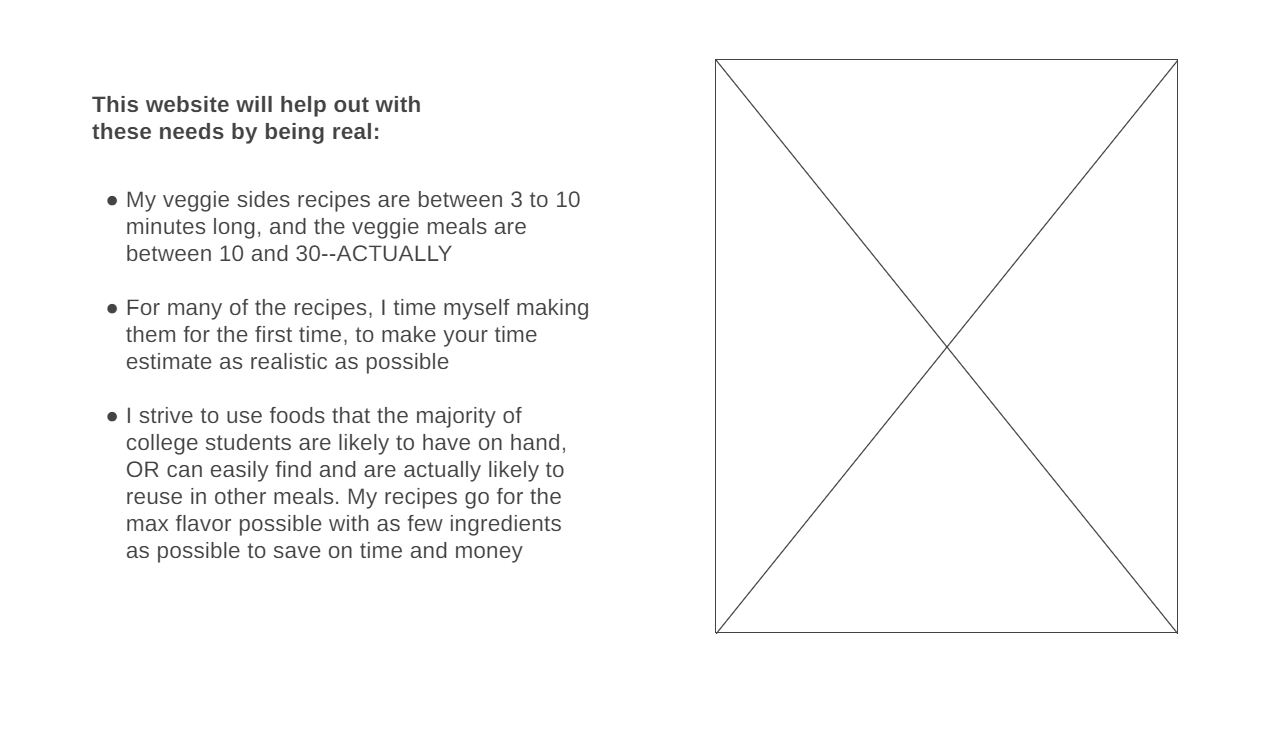 This website will help out with
these needs by being real:
● My veggie sides recipes are between 3 to 10
minutes long, and the veggie meals are
between 10 and 30--ACTUALLY
● For many of the recipes, I time myself making
them for the first time, to make your time
estimate as realistic as possible
● I strive to use foods that the majority of
college students are likely to have on hand,
OR can easily find and are actually likely to
reuse in other meals. My recipes go for the
max flavor possible with as few ingredients
as possible to save on time and money